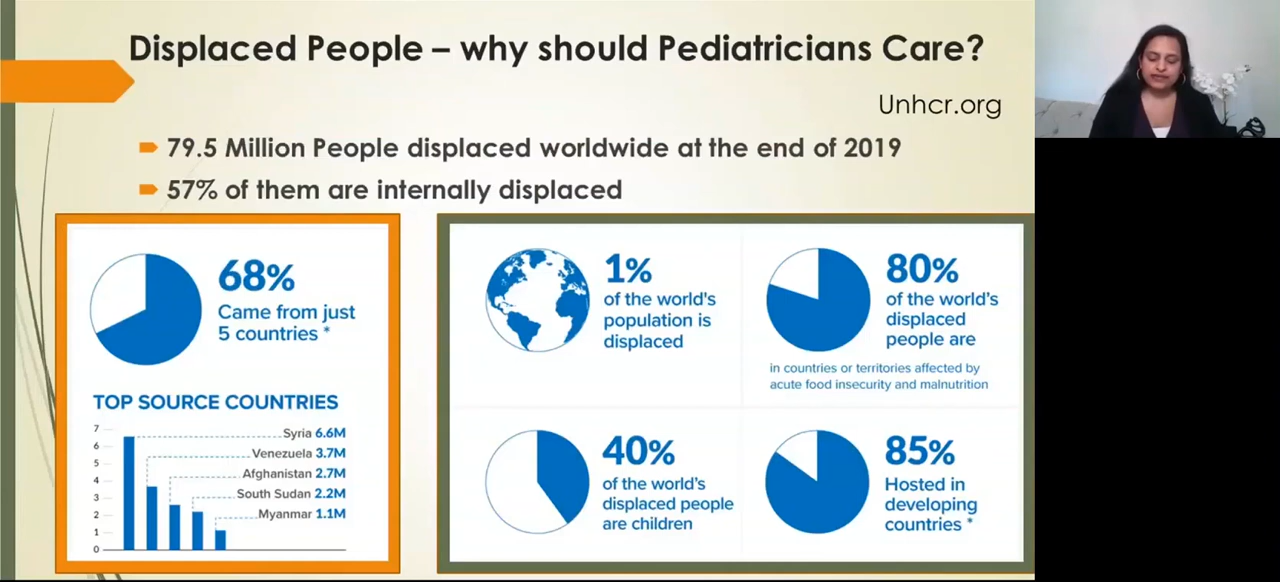 Displaced People – why should Pediatricians Care?
Unhcr.org
79.5 Million People displaced worldwide at the end of 2019
57% of them are internally displaced
68%
Came from just
5 countries *
TOP SOURCE COUNTRIES
7
6
5
4
3
2
1
0
Syria 6.6M
Venezuela 3.7M
Afghanistan 2.7M
South Sudan 2.2M
Myanmar 1.1M
1%
of the world's
population is
displaced
80%
of the world's
displaced
people are
in countries or territories affected by
acute food insecurity and malnutrition
40%
of the world's
displaced people
are children
85%
Hosted in
developing
countries *